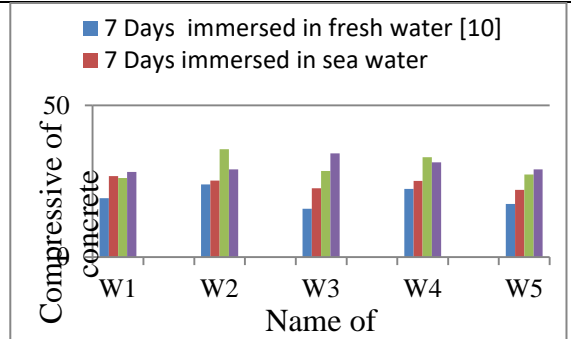 7 Days immersed in fresh water [10]
7 Days immersed in sea water
50
0
Compressive of
concrete
W1 W2 W3 W4 W5
Name of